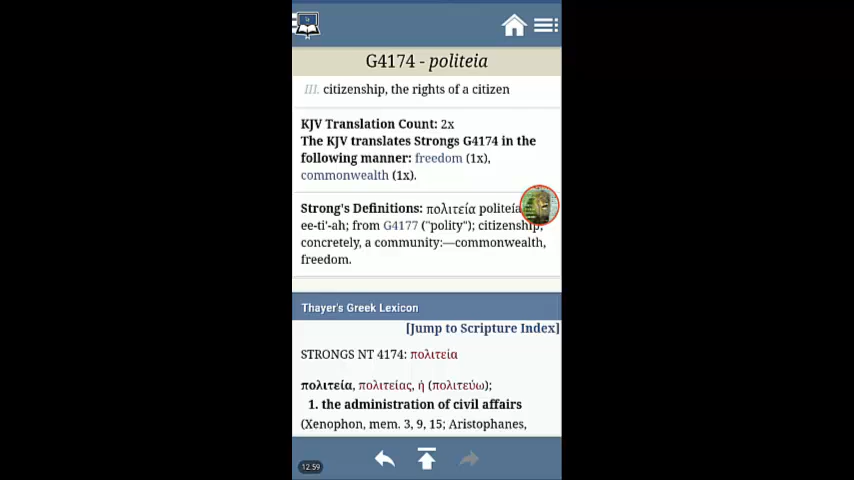 G4174 - politeia
III. citizenship, the rights of a citizen
KJV Translation Count: 2x
The KJV translates Strongs G4174 in the
following manner: freedom (1x),
commonwealth (1x).
Strong's Definitions: πολιτεία politeía
ee-ti'-ah; from G4177 ("polity"); citizenship;
concretely, a community:—commonwealth,
freedom.
Thayer's Greek Lexicon
[Jump to Scripture Index]
STRONGS NT 4174: πολιτεία
πολιτεία, πολιτείας, ἡ (πολιτεύω);
1. the administration of civil affairs
(Xenophon, mem. 3, 9, 15; Aristophanes,
12.59